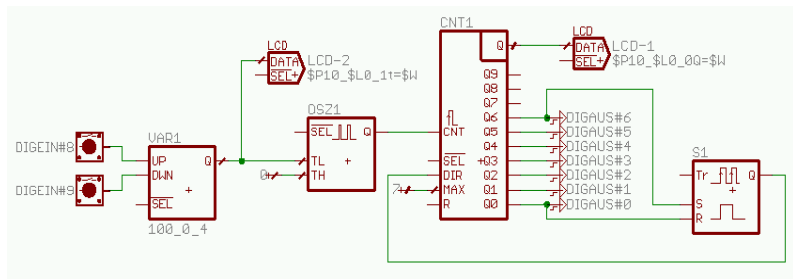 CNT1
LCD
DATA
SEL+
LCD-2
$P10_$L0_1t=$W
Q
LCD
DATA
SEL+
LCD-1
$P10_$L0_0Q=$W
OSZ1
SEL
Q
TL
TH
+
0
Q9
Q8
Q7
Q6
Q5
Q4
+Q3
Q2
Q1
Q0
CNT
SEL
DIR
MAX
R
7
DIGAUS#6
DIGAUS#5
DIGAUS#4
DIGAUS#3
DIGAUS#2
DIGAUS#1
DIGAUS#0
DIGEIN#8
DIGEIN#9
VAR1
UP
DWN
SEL
Q
+
100_0_4
S1
Tr
Q
+
S
R